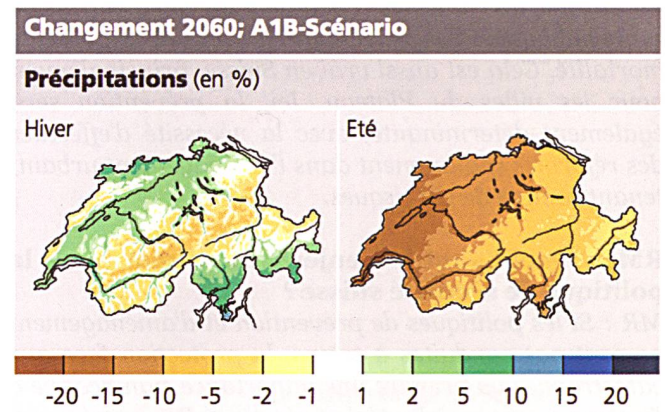 Changement 2060; A1B-Scénario
Précipitations (en %)
Hiver Eté
-20 -15 -10 -5 -2 -1 1 2 5 10 15 20